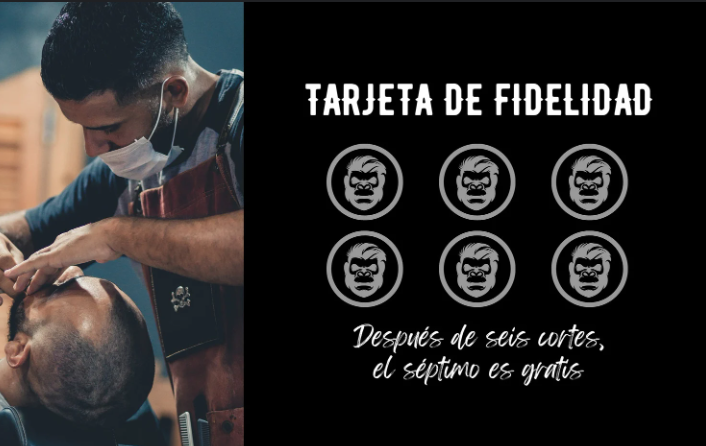 TARJETA DE FIDELIDAD
Después de seis cortes,
el séptimo es gratis